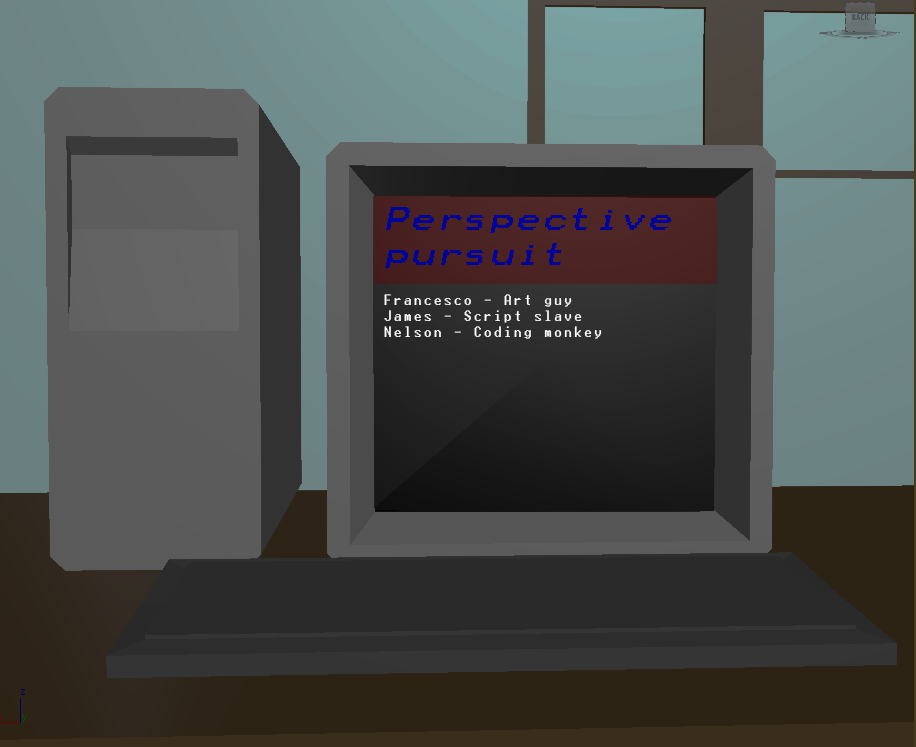 BACK
Perspective
pursuit
Francesco - Art guy
James - Script slave
Nelson - Coding monkey
z